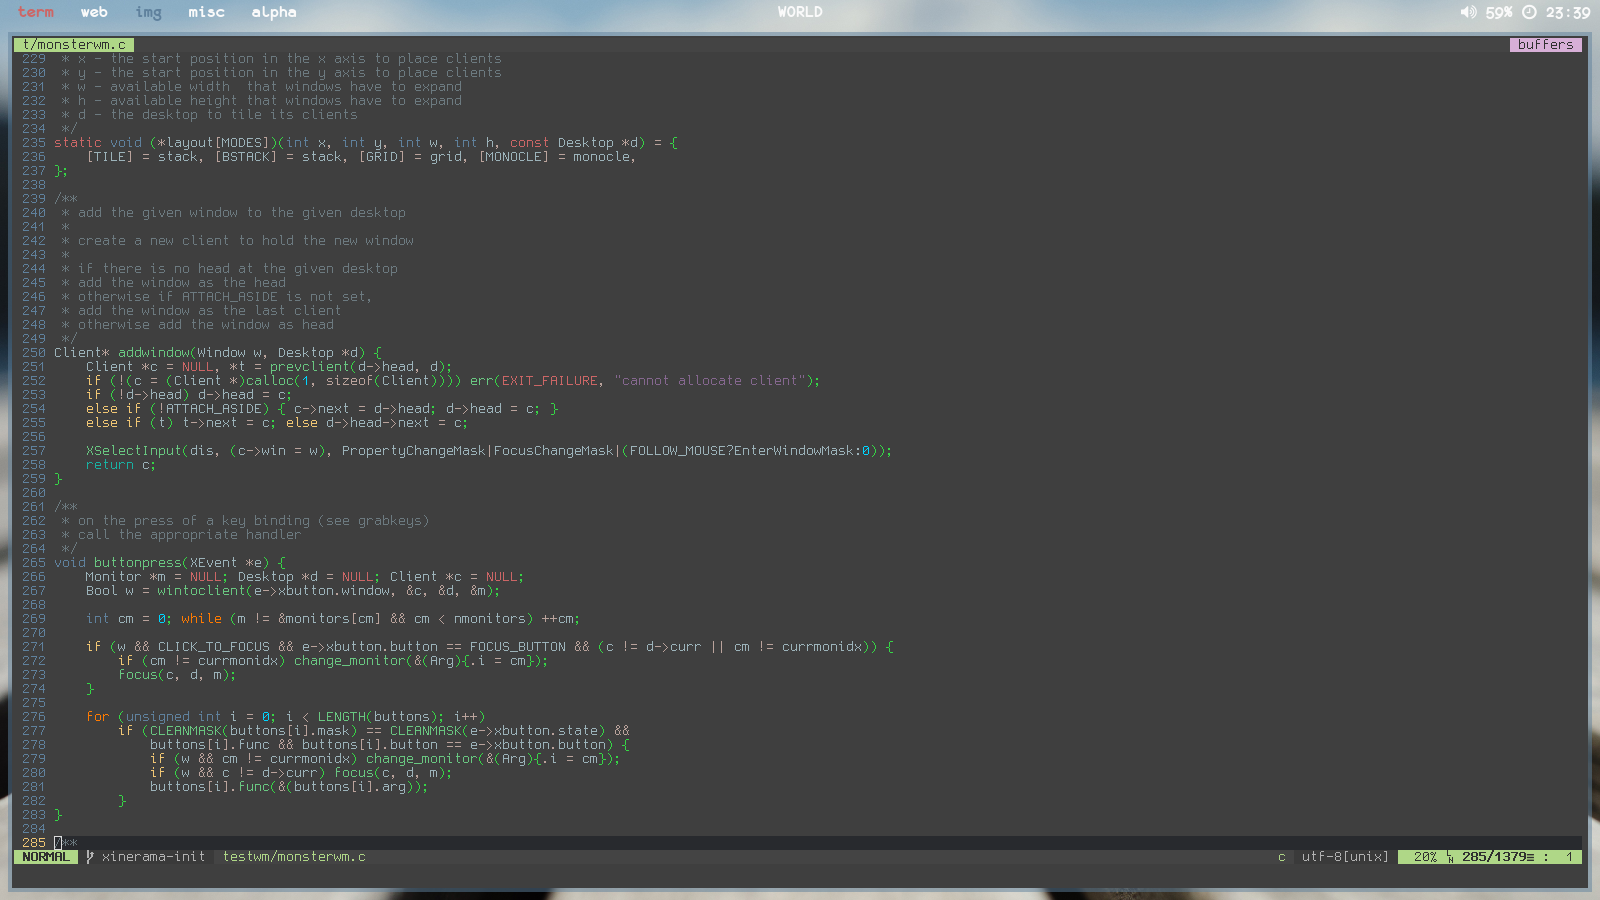 term web img misc alpha WORLD 59% 23:39
t/monsterwm.c buffers
229 * x - the start position in the x axis to place clients
230 * y - the start position in the y axis to place clients
231 * w - available width  that windows have to expand
232 * h - available height that windows have to expand
233 * d - the desktop to tile its clients
234 */
235 static void (*layout[MODES])(int x, int y, int w, int h, const Desktop *d) = {
236     [TILE] = stack, [BSTACK] = stack, [GRID] = grid, [MONOCLE] = monocle,
237 };
238
239 /**
240  * add the given window to the given desktop
241  *
242  * create a new client to hold the new window
243  *
244  * if there is no head at the given desktop
245  * add the window as the head
246  * otherwise if ATTACH_ASIDE is not set,
247  * add the window as the last client
248  * otherwise add the window as head
249  */
250 Client* addwindow(Window w, Desktop *d) {
251     Client *c = NULL, *t = prevclient(d->head, d);
252     if (!(c = (Client *)calloc(1, sizeof(Client)))) err(EXIT_FAILURE, "cannot allocate client");
253     if (!d->head) d->head = c;
254     else if (!ATTACH_ASIDE) { c->next = d->head; d->head = c; }
255     else if (t) t->next = c; else d->head->next = c;
256
257     XSelectInput(dis, (c->win = w), PropertyChangeMask|FocusChangeMask|(FOLLOW_MOUSE?EnterWindowMask:0));
258     return c;
259 }
260
261 /**
262  * on the press of a key binding (see grabkeys)
263  * call the appropriate handler
264  */
265 void buttonpress(XEvent *e) {
266     Monitor *m = NULL; Desktop *d = NULL; Client *c = NULL;
267     Bool w = wintoclient(e->xbutton.window, &c, &d, &m);
268
269     int cm = 0; while (m != &monitors[cm] && cm < nmonitors) ++cm;
270
271     if (w && CLICK_TO_FOCUS && e->xbutton.button == FOCUS_BUTTON && (c != d->curr || cm != currmonidx)) {
272         if (cm != currmonidx) change_monitor(&(Arg){.i = cm});
273         focus(c, d, m);
274     }
275
276     for (unsigned int i = 0; i < LENGTH(buttons); i++)
277         if (CLEANMASK(buttons[i].mask) == CLEANMASK(e->xbutton.state) &&
278             buttons[i].func && buttons[i].button == e->xbutton.button) {
279             if (w && cm != currmonidx) change_monitor(&(Arg){.i = cm});
280             if (w && c != d->curr) focus(c, d, m);
281             buttons[i].func(&(buttons[i].arg));
282         }
283 }
284
285 /**
NORMAL xinerama-init testwm/monsterwm.c c utf-8[unix] 20% 285/1379≡ : 1